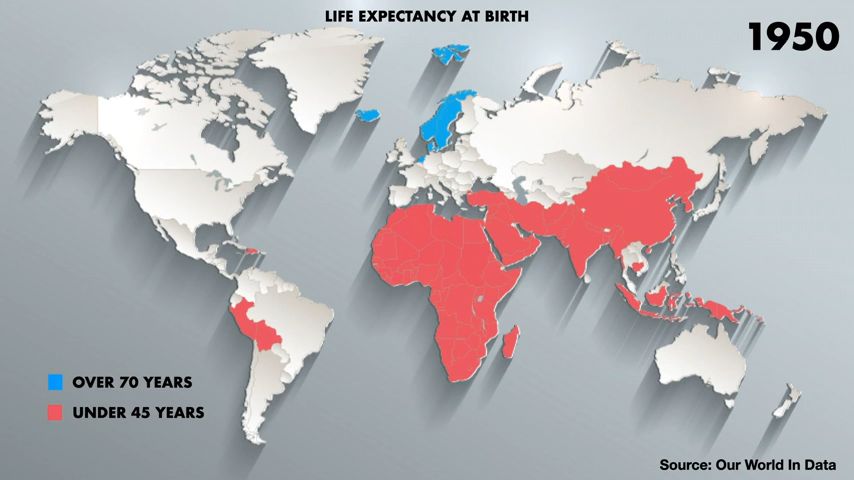 LIFE EXPECTANCY AT BIRTH
1950
OVER 70 YEARS
UNDER 45 YEARS
Source: Our World In Data